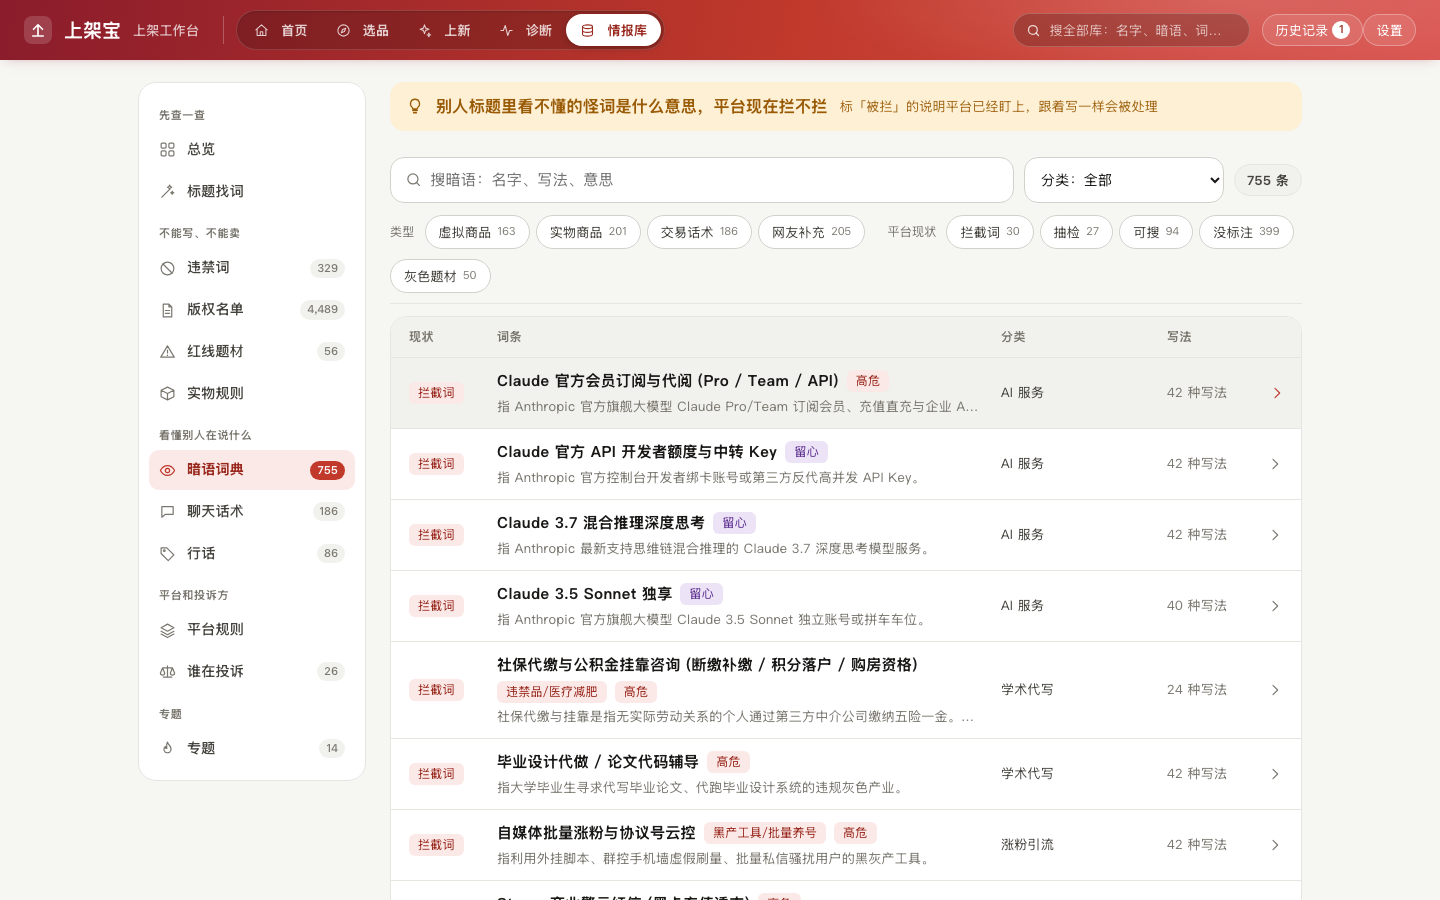 上架宝 上架工作台 首页 选品 上新 诊断 情报库 搜全部库：名字、暗语、词... 历史记录 1 设置
先查一查
总览
标题找词
不能写、不能卖
违禁词 329
版权名单 4,489
红线题材 56
实物规则
看懂别人在说什么
暗语词典 755
聊天话术 186
行话 86
平台和投诉方
平台规则
谁在投诉 26
专题
专题 14
别人标题里看不懂的怪词是什么意思，平台现在拦不拦 标「被拦」的说明平台已经盯上，跟着写一样会被处理
搜暗语：名字、写法、意思 分类：全部 755 条
类型 虚拟商品 163 实物商品 201 交易话术 186 网友补充 205 平台现状 拦截词 30 抽检 27 可搜 94 没标注 399
灰色题材 50
现状 词条 分类 写法
拦截词 Claude 官方会员订阅与代阅 (Pro / Team / API) 高危 AI 服务 42 种写法
指 Anthropic 官方旗舰大模型 Claude Pro/Team 订阅会员、充值直充与企业 A...
拦截词 Claude 官方 API 开发者额度与中转 Key 留心 AI 服务 42 种写法
指 Anthropic 官方控制台开发者绑卡账号或第三方反代高并发 API Key。
拦截词 Claude 3.7 混合推理深度思考 留心 AI 服务 42 种写法
指 Anthropic 最新支持思维链混合推理的 Claude 3.7 深度思考模型服务。
拦截词 Claude 3.5 Sonnet 独享 留心 AI 服务 40 种写法
指 Anthropic 官方旗舰大模型 Claude 3.5 Sonnet 独立账号或拼车车位。
拦截词 社保代缴与公积金挂靠咨询 (断缴补缴 / 积分落户 / 购房资格) 学术代写 24 种写法
违禁品/医疗减肥 高危
社保代缴与挂靠是指无实际劳动关系的个人通过第三方中介公司缴纳五险一金。...
拦截词 毕业设计代做 / 论文代码辅导 高危 学术代写 42 种写法
指大学毕业生寻求代写毕业论文、代跑毕业设计系统的违规灰色产业。
拦截词 自媒体批量涨粉与协议号云控 黑产工具/批量养号 高危 涨粉引流 42 种写法
指利用外挂脚本、群控手机墙虚假刷量、批量私信骚扰用户的黑灰产工具。